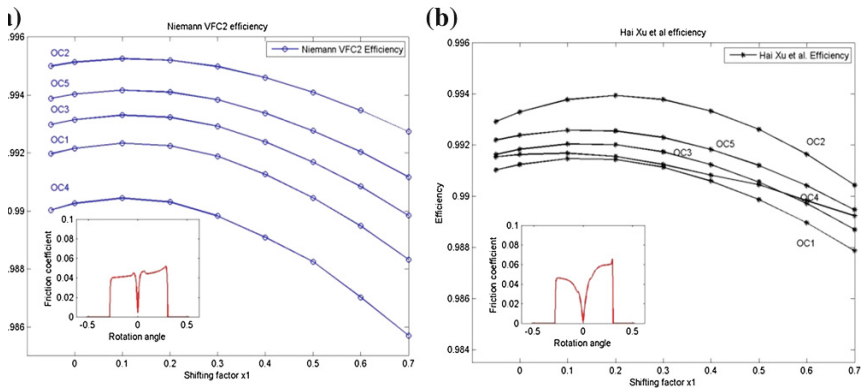 a)
Niemann VFC2 efficiency
0.996
Niemann VFC2 Efficiency
OC2
0.994
OC5
OC3
0.992
OC1
OC4
0.99
0.988
0.986
Friction coefficient
0.1
0.08
0.06
0.04
0.02
0
-0.5
0
0.5
Rotation angle
0 0.1 0.2 0.3 0.4 0.5 0.6 0.7
Shifting factor x1
(b)
Hai Xu et al efficiency
0.996
Hai Xu et al. Efficiency
0.994
0.992
0.99
0.988
0.986
0.984
Efficiency
OC2
OC5
OC3
OC4
OC1
Friction coefficient
0.1
0.08
0.06
0.04
0.02
0
-0.5
0
0.5
Rotation angle
0 0.1 0.2 0.3 0.4 0.5 0.6 0.7
Shifting factor x1